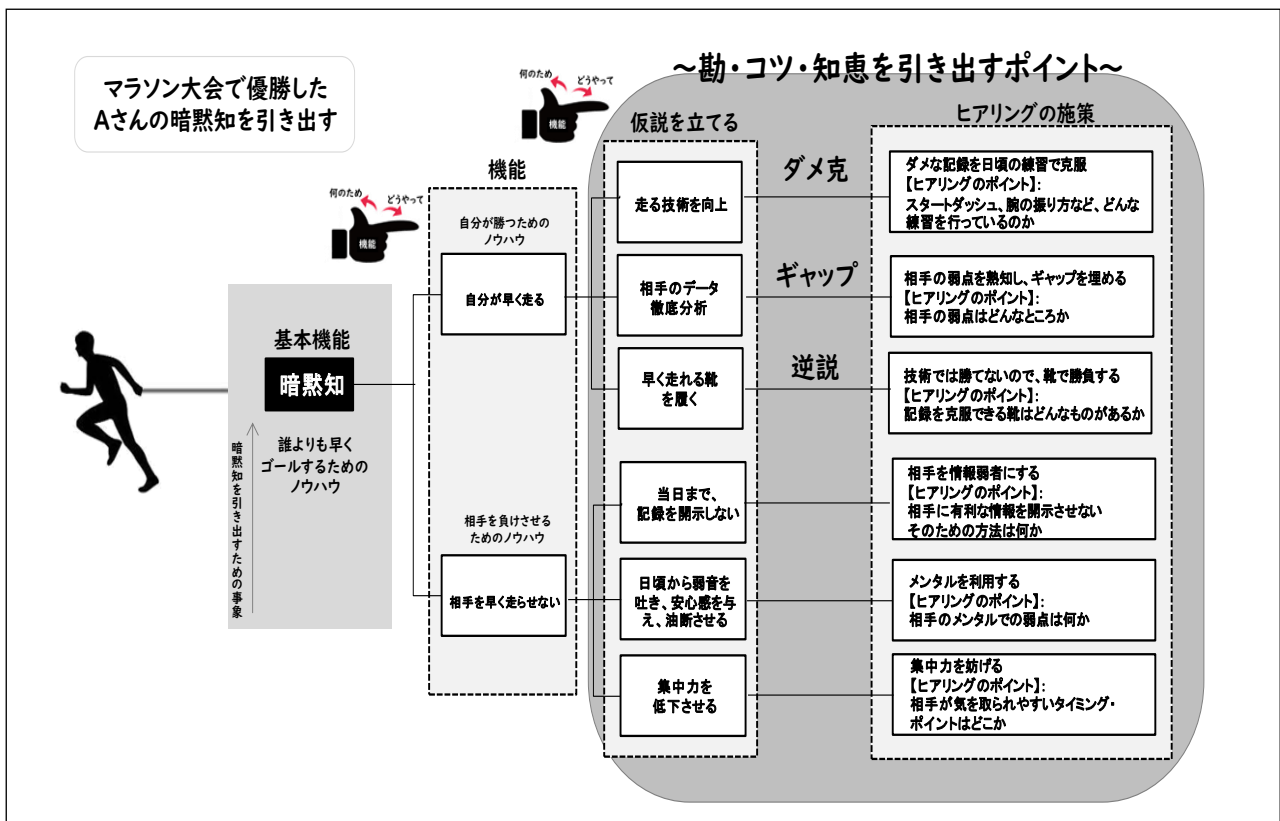 マラソン大会で優勝した
Aさんの暗黙知を引き出す
～勘・コツ・知恵を引き出すポイント～
何のため
どうやって
機能
何のため
どうやって
機能
基本機能
暗黙知
誰よりも早く
ゴールするための
ノウハウ
暗黙知を引き出すための事象
機能
自分が勝つための
ノウハウ
自分が早く走る
相手を負けさせる
ためのノウハウ
相手を早く走らせない
仮説を立てる
走る技術を向上
相手のデータ
徹底分析
早く走れる靴
を履く
当日まで、
記録を開示しない
日頃から弱音を
吐き、安心感を与
え、油断させる
集中力を
低下させる
ダメ克
ギャップ
逆説
ヒアリングの施策
ダメな記録を日頃の練習で克服
【ヒアリングのポイント】:
スタートダッシュ、腕の振り方など、どんな
練習を行っているのか
相手の弱点を熟知し、ギャップを埋める
【ヒアリングのポイント】:
相手の弱点はどんなところか
技術では勝てないので、靴で勝負する
【ヒアリングのポイント】:
記録を克服できる靴はどんなものがあるか
相手を情報弱者にする
【ヒアリングのポイント】:
相手に有利な情報を開示させない
そのための方法は何か
メンタルを利用する
【ヒアリングのポイント】:
相手のメンタルでの弱点は何か
集中力を妨げる
【ヒアリングのポイント】:
相手が気を取られやすいタイミング・
ポイントはどこか